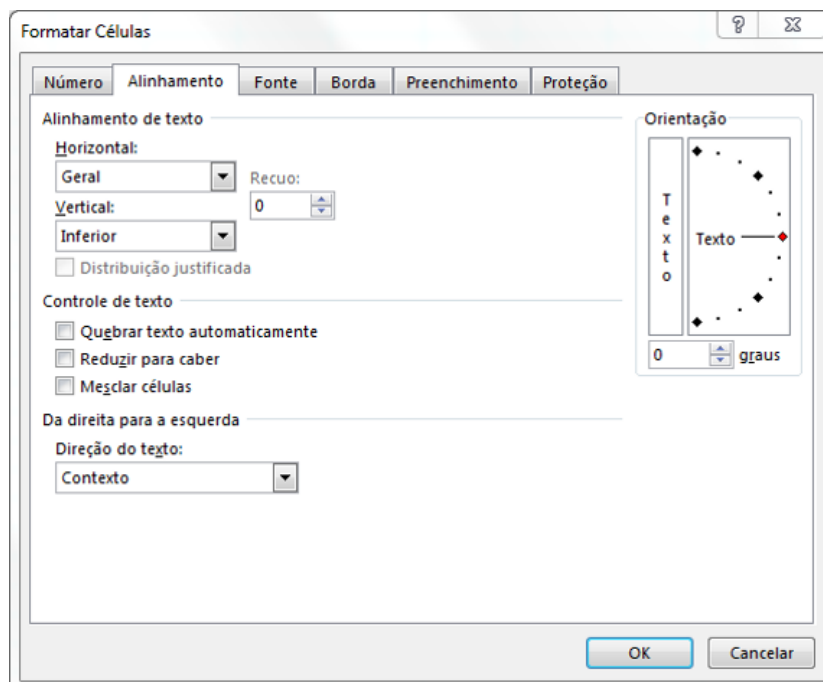 Formatar Células
Número Alinhamento Fonte Borda Preenchimento Proteção
Alinhamento de texto
Horizontal:
Geral
Recuo:
0
Vertical:
Inferior
Distribuição justificada
Controle de texto
Quebrar texto automaticamente
Reduzir para caber
Mesclar células
Da direita para a esquerda
Direção do texto:
Contexto
Orientação
Texto
Texto
0 graus
OK Cancelar